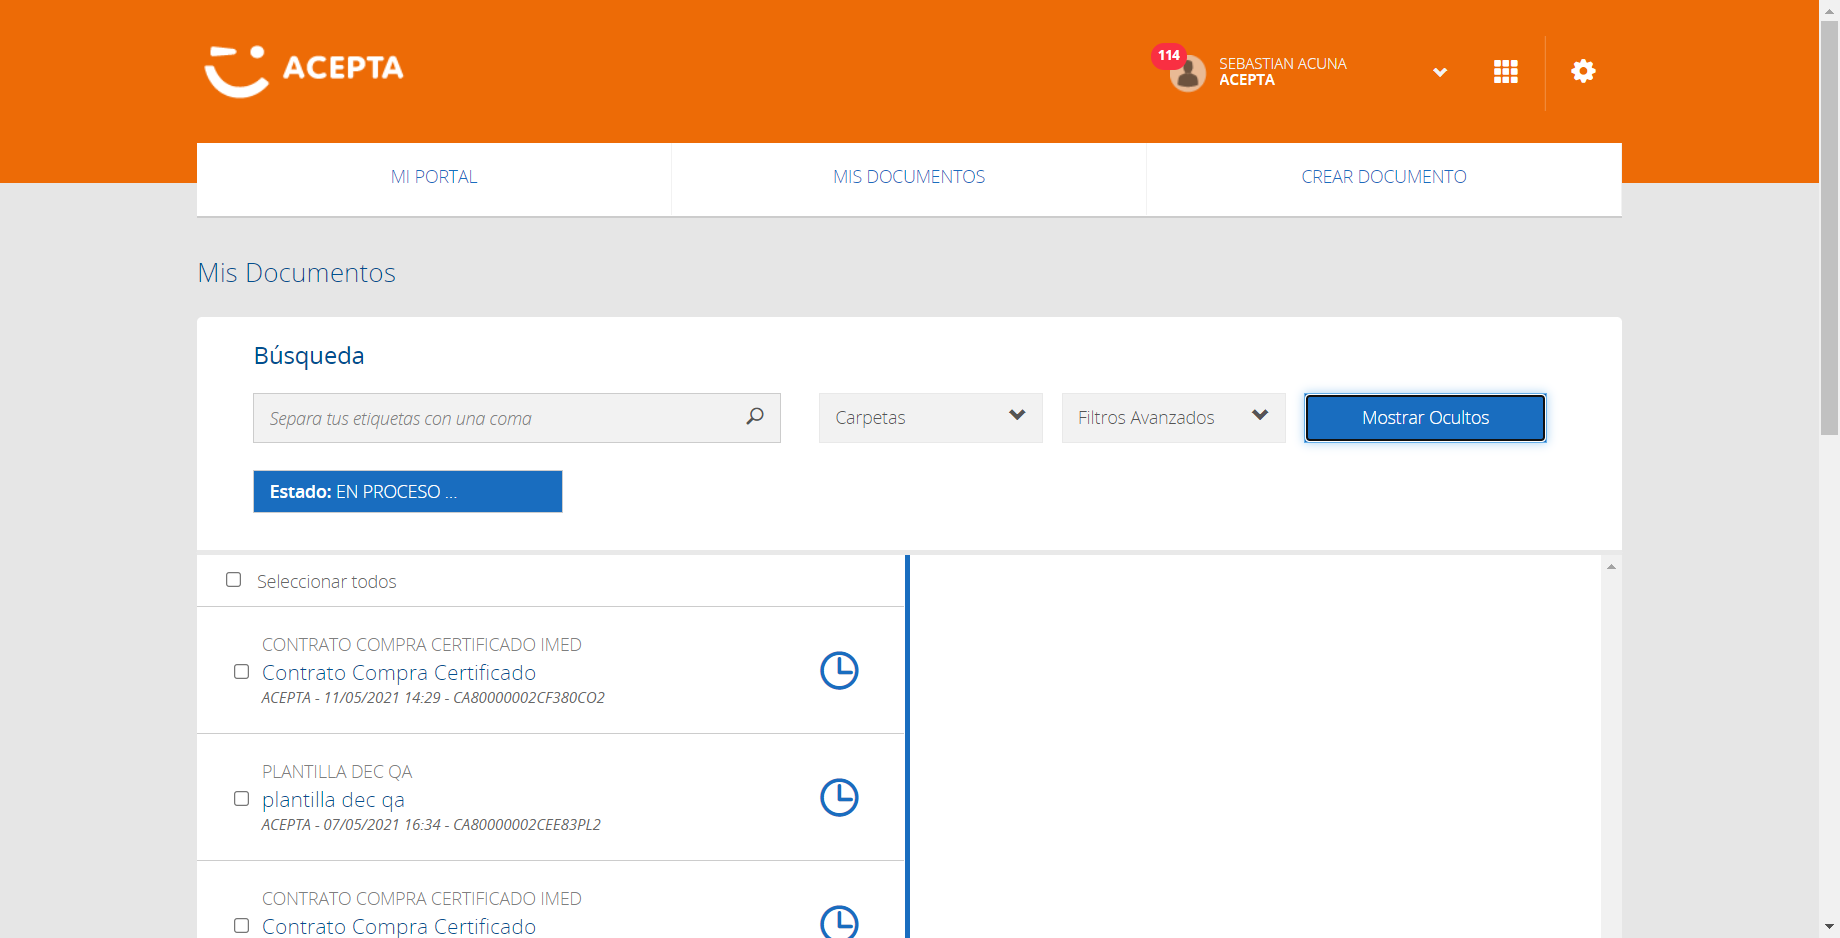 ACEPTA
114
SEBASTIAN ACUNA
ACEPTA
MI PORTAL
MIS DOCUMENTOS
CREAR DOCUMENTO
Mis Documentos
Búsqueda
Separa tus etiquetas con una coma
Carpetas
Filtros Avanzados
Mostrar Ocultos
Estado: EN PROCESO ...
Seleccionar todos
CONTRATO COMPRA CERTIFICADO IMED
Contrato Compra Certificado
ACEPTA - 11/05/2021 14:29 - CA80000002CF380CO2
PLANTILLA DEC QA
plantilla dec qa
ACEPTA - 07/05/2021 16:34 - CA80000002CEE83PL2
CONTRATO COMPRA CERTIFICADO IMED
Contrato Compra Certificado